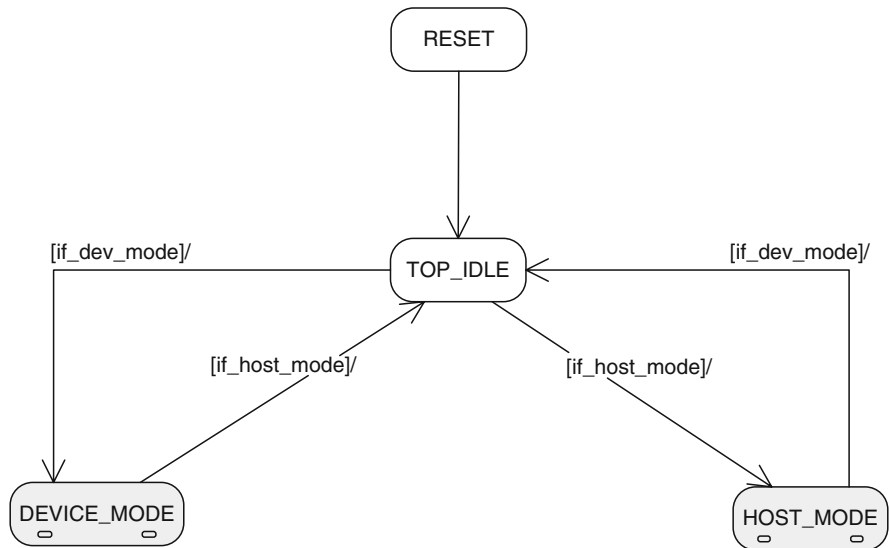 RESET
[if_dev_mode]/
[if_dev_mode]/
TOP_IDLE
[if_host_mode]/
[if_host_mode]/
DEVICE_MODE
HOST_MODE